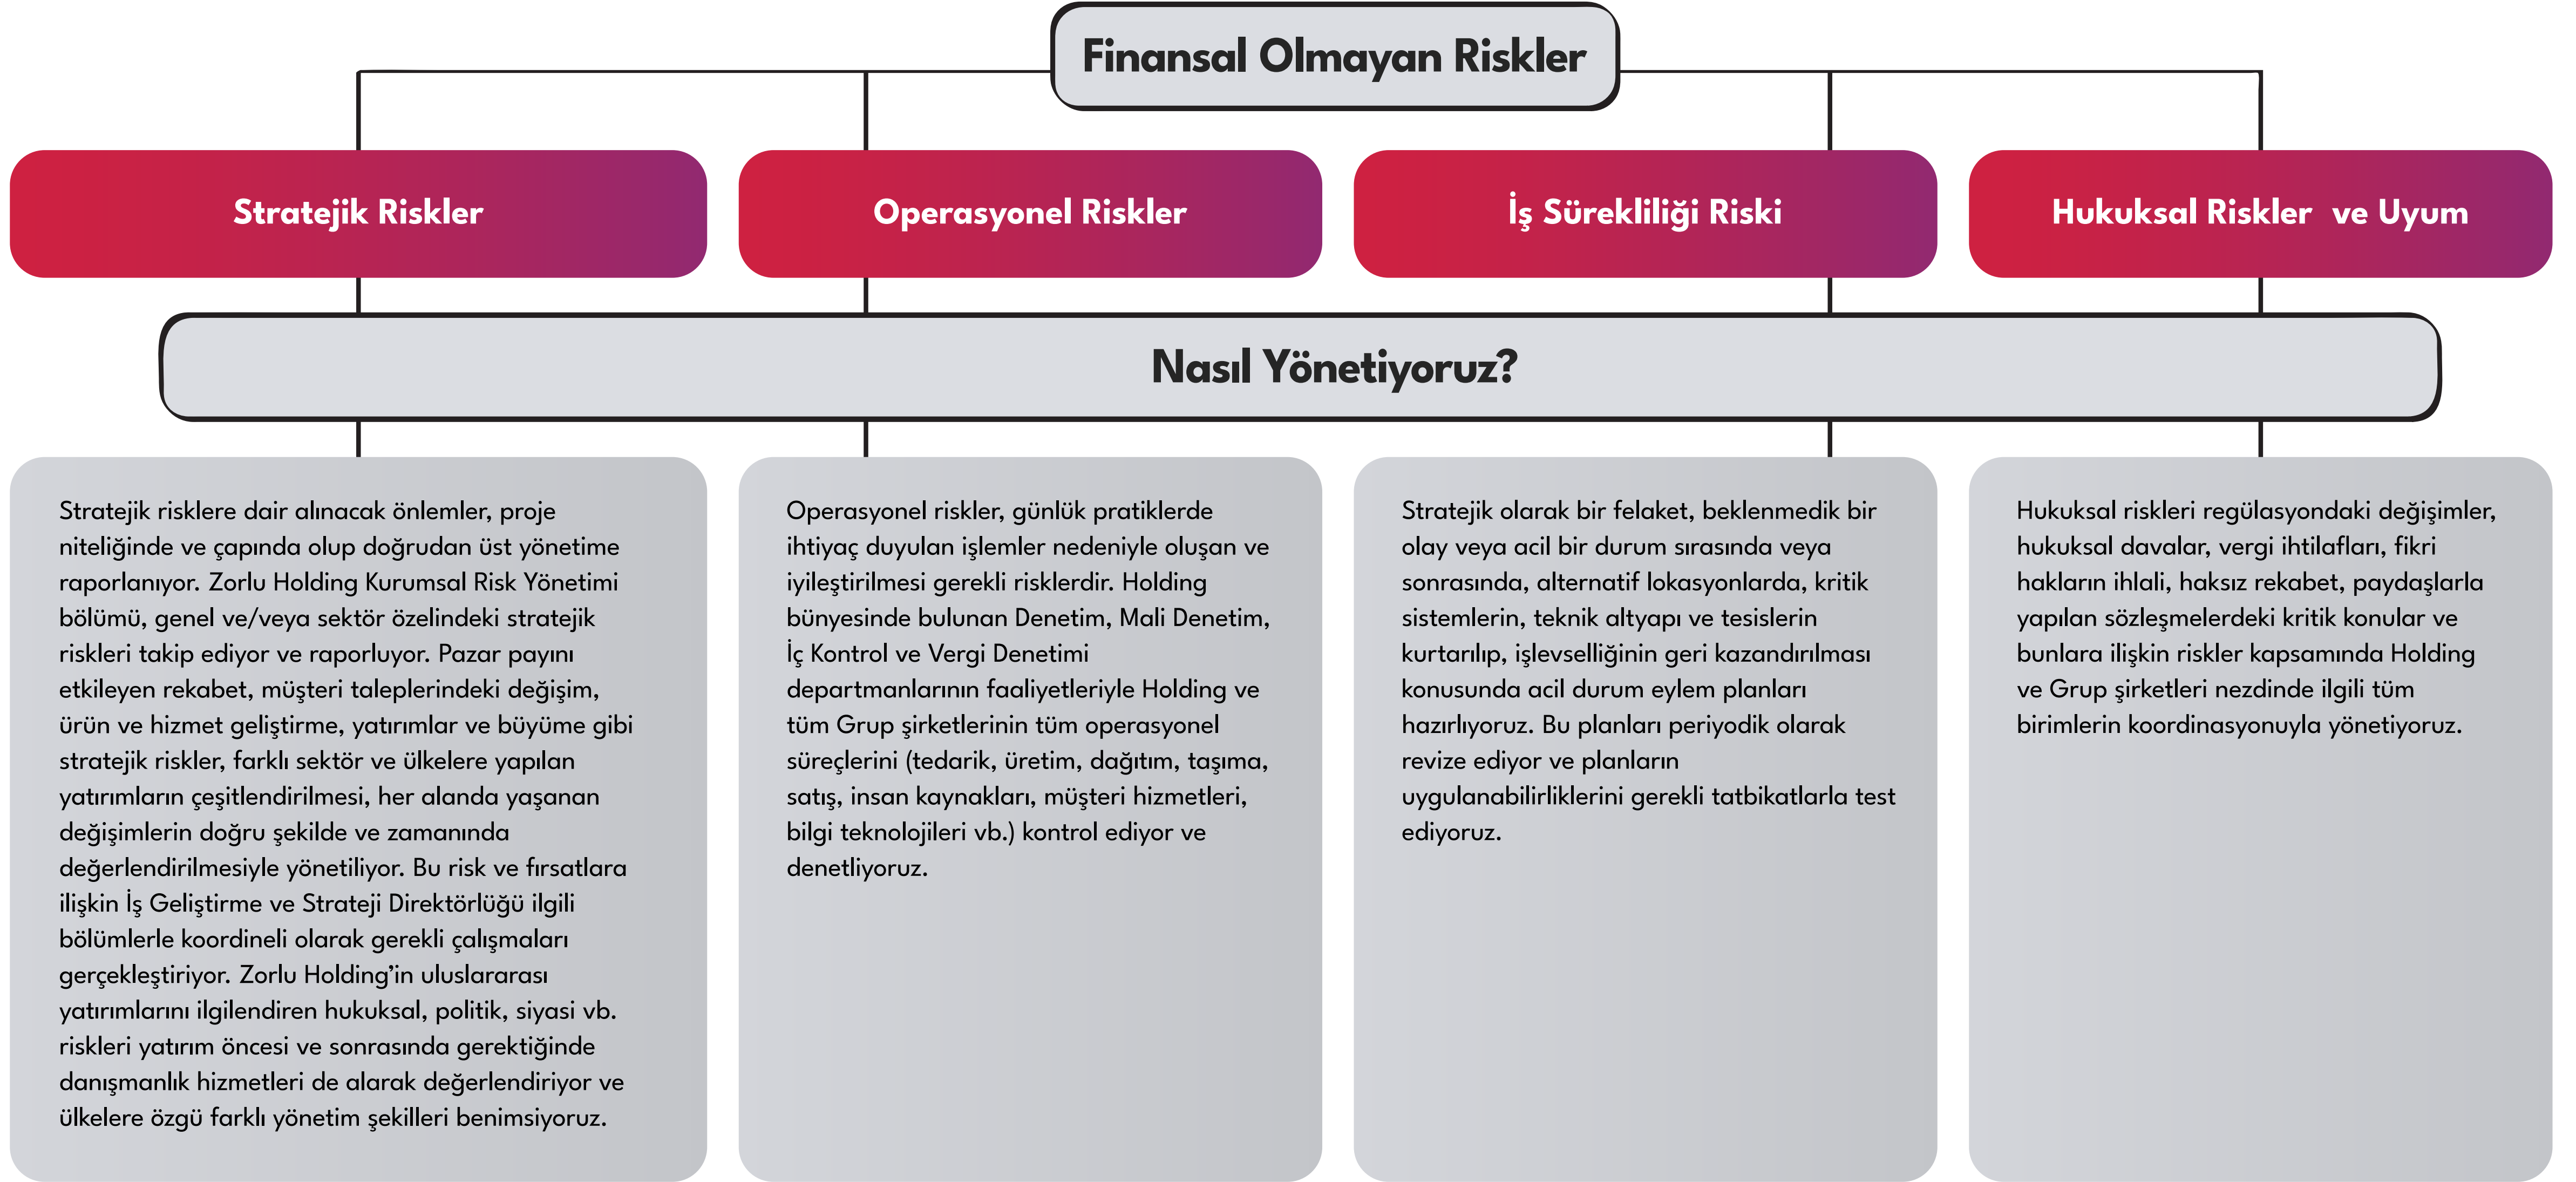 Finansal Olmayan Riskler
Stratejik Riskler
Operasyonel Riskler
İş Sürekliliği Riski
Hukuksal Riskler ve Uyum
Nasıl Yönetiyoruz?
Stratejik risklere dair alınacak önlemler, proje
niteliğinde ve çapında olup doğrudan üst yönetime
raporlanıyor. Zorlu Holding Kurumsal Risk Yönetimi
bölümü, genel ve/veya sektör özelindeki stratejik
riskleri takip ediyor ve raporluyor. Pazar payını
etkileyen rekabet, müşteri taleplerindeki değişim,
ürün ve hizmet geliştirme, yatırımlar ve büyüme gibi
stratejik riskler, farklı sektör ve ülkelere yapılan
yatırımların çeşitlendirilmesi, her alanda yaşanan
değişimlerin doğru şekilde ve zamanında
değerlendirilmesiyle yönetiliyor. Bu risk ve fırsatlara
ilişkin İş Geliştirme ve Strateji Direktörlüğü ilgili
bölümlerle koordineli olarak gerekli çalışmaları
gerçekleştiriyor. Zorlu Holding’in uluslararası
yatırımlarını ilgilendiren hukuksal, politik, siyasi vb.
riskleri yatırım öncesi ve sonrasında gerektiğinde
danışmanlık hizmetleri de alarak değerlendiriyor ve
ülkelere özgü farklı yönetim şekilleri benimsiyoruz.
Operasyonel riskler, günlük pratiklerde
ihtiyaç duyulan işlemler nedeniyle oluşan ve
iyileştirilmesi gerekli risklerdir. Holding
bünyesinde bulunan Denetim, Mali Denetim,
İç Kontrol ve Vergi Denetimi
departmanlarının faaliyetleriyle Holding ve
tüm Grup şirketlerinin tüm operasyonel
süreçlerini (tedarik, üretim, dağıtım, taşıma,
satış, insan kaynakları, müşteri hizmetleri,
bilgi teknolojileri vb.) kontrol ediyor ve
denetliyoruz.
Stratejik olarak bir felaket, beklenmedik bir
olay veya acil bir durum sırasında veya
sonrasında, alternatif lokasyonlarda, kritik
sistemlerin, teknik altyapı ve tesislerin
kurtarılıp, işlevselliğinin geri kazandırılması
konusunda acil durum eylem planları
hazırlıyoruz. Bu planları periyodik olarak
revize ediyor ve planların
uygulanabilirliklerini gerekli tatbikatlarla test
ediyoruz.
Hukuksal riskleri regülasyondaki değişimler,
hukuksal davalar, vergi ihtilafları, fikri
hakların ihlali, haksız rekabet, paydaşlarla
yapılan sözleşmelerdeki kritik konular ve
bunlara ilişkin riskler kapsamında Holding
ve Grup şirketleri nezdinde ilgili tüm
birimlerin koordinasyonuyla yönetiyoruz.